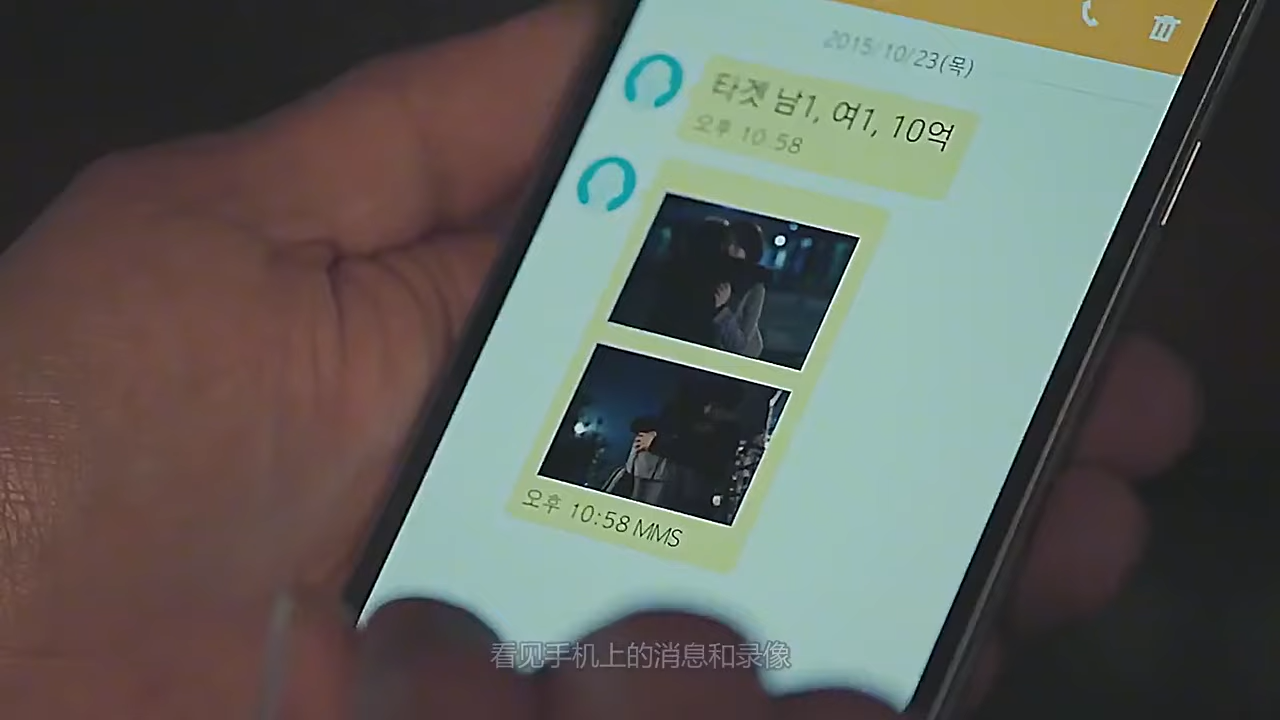 2015/10/23(목)
타겟 남1, 여1, 10억
오후 10:58
오후 10:58 MMS
看见手机上的消息和录像